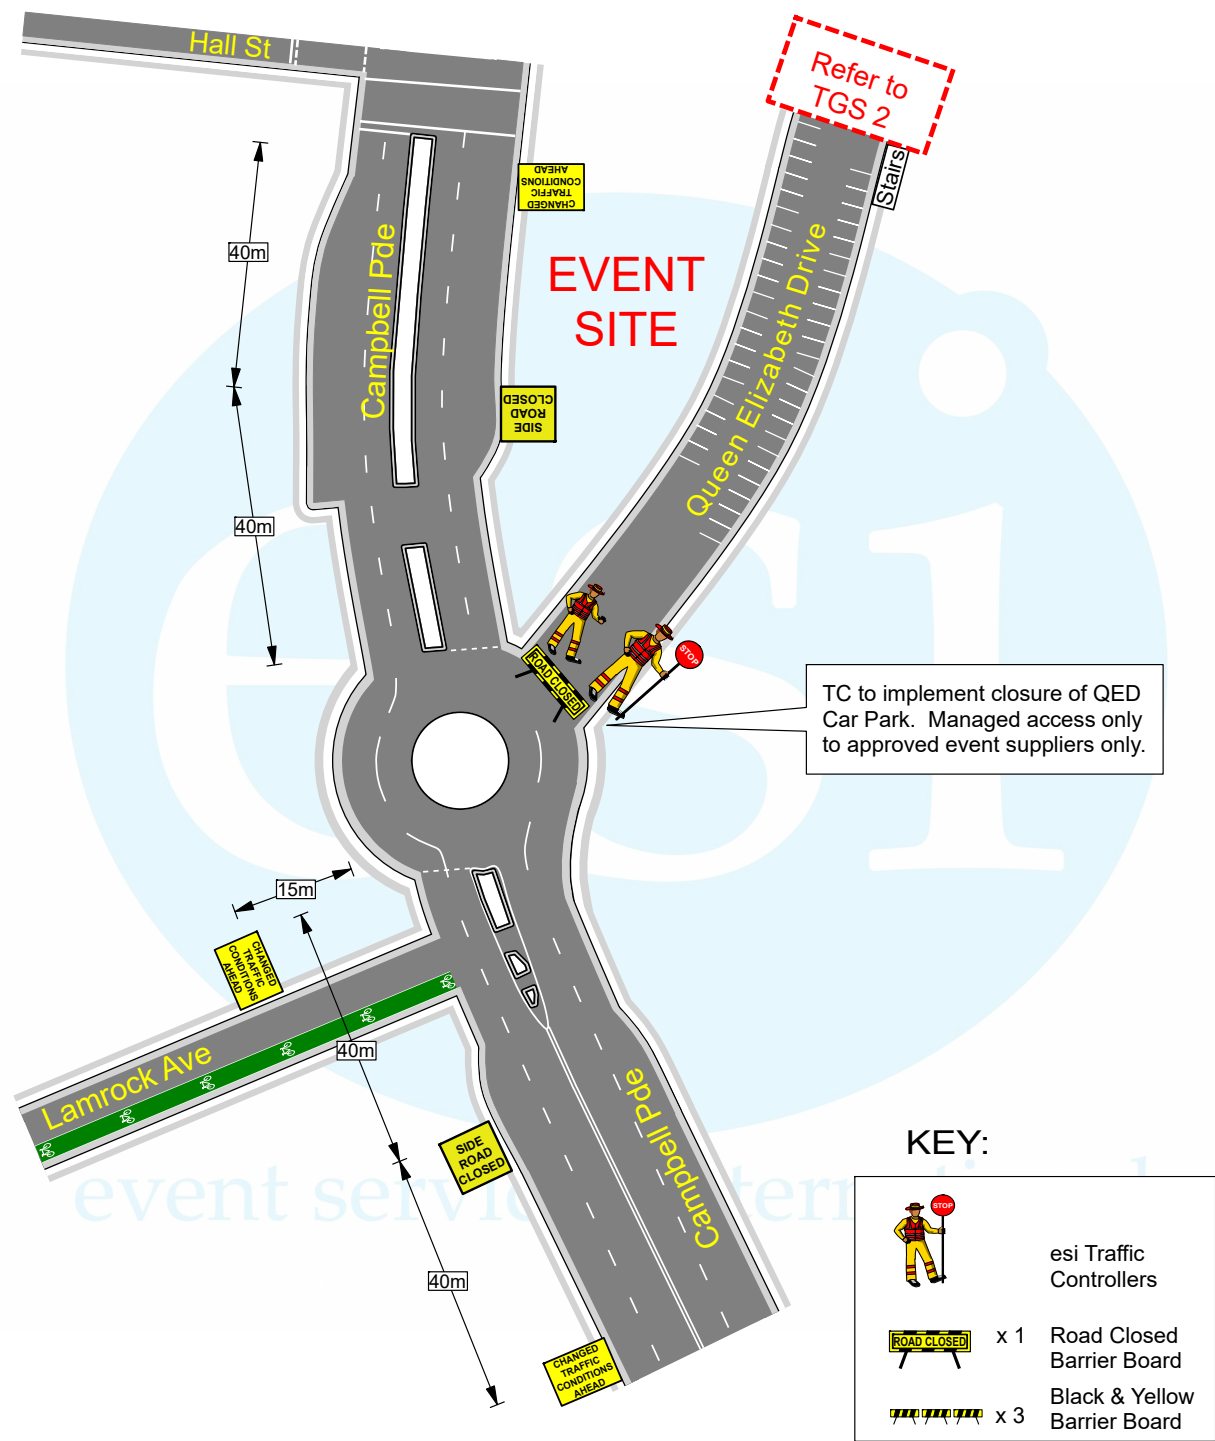 Hall St
Refer to
TGS 2
Stairs
CHANGED
TRAFFIC
CONDITIONS
AHEAD
40m
Campbell Pde
EVENT
SITE
Queen Elizabeth Drive
SIDE
ROAD
CLOSED
40m
STOP
ROAD CLOSED
TC to implement closure of QED
Car Park. Managed access only
to approved event suppliers only.
15m
CHANGED
TRAFFIC
CONDITIONS
AHEAD
40m
Lamrock Ave
Campbell Pde
SIDE
ROAD
CLOSED
40m
CHANGED
TRAFFIC
CONDITIONS
AHEAD
esi
event
KEY:
STOP
esi Traffic
Controllers
ROAD CLOSED
x 1
Road Closed
Barrier Board
x 3
Black & Yellow
Barrier Board